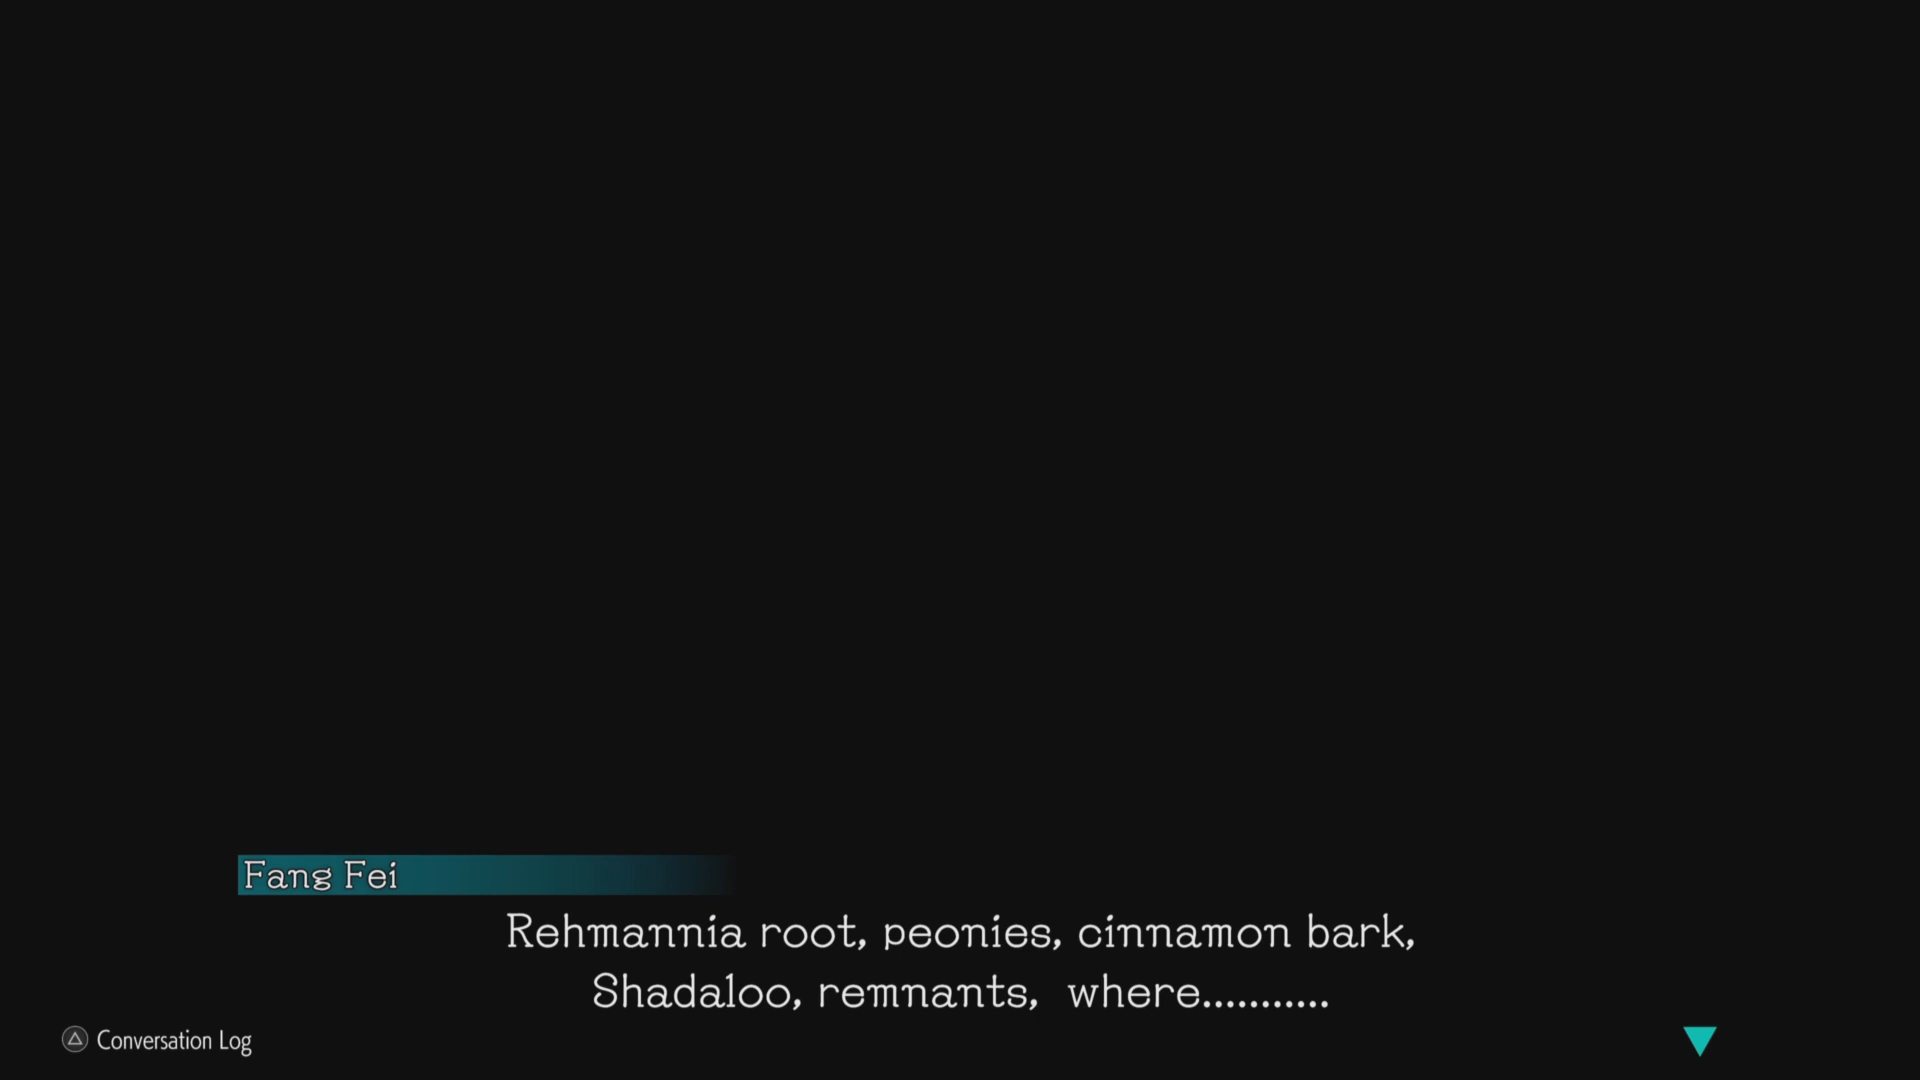 Fang Fei
Rehmannia root, peonies, cinnamon bark,
Shadaloo, remnants,  where...........
Conversation Log